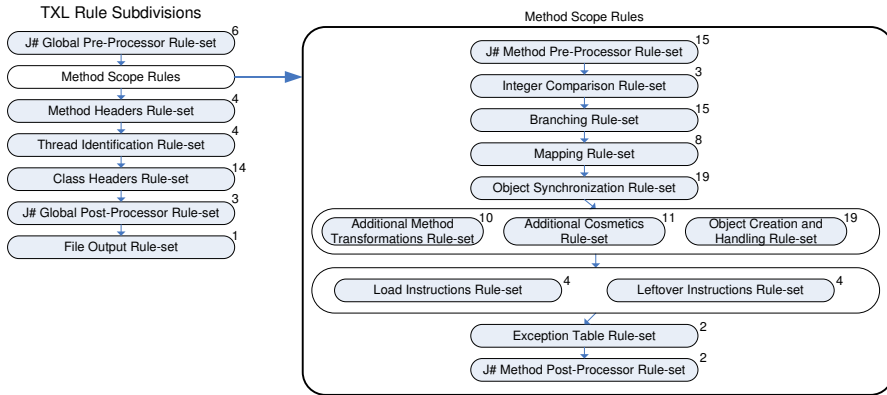 TXL Rule Subdivisions
J# Global Pre-Processor Rule-set 6
Method Scope Rules
Method Headers Rule-set 4
Thread Identification Rule-set 4
Class Headers Rule-set 14
J# Global Post-Processor Rule-set 3
File Output Rule-set 1
Method Scope Rules
J# Method Pre-Processor Rule-set 15
Integer Comparison Rule-set 3
Branching Rule-set 15
Mapping Rule-set 8
Object Synchronization Rule-set 19
Additional Method
Transformations Rule-set 10
Additional Cosmetics
Rule-set 11
Object Creation and
Handling Rule-set 19
Load Instructions Rule-set 4
Leftover Instructions Rule-set 4
Exception Table Rule-set 2
J# Method Post-Processor Rule-set 2